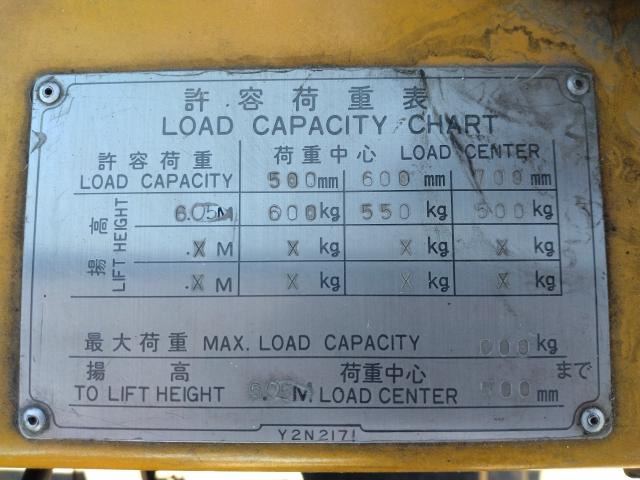 許容荷重表
LOAD CAPACITY CHART
許容荷重 荷重中心 LOAD CENTER
LOAD CAPACITY 500mm 600 mm 700 mm
揚高 LIFT HEIGHT 6.05M 600kg 550 kg 500 kg
.X M X kg X kg X kg
.X M X kg X kg X kg
最大荷重 MAX. LOAD CAPACITY kg
揚高 荷重中心 まで
TO LIFT HEIGHT M LOAD CENTER mm
Y2N2171